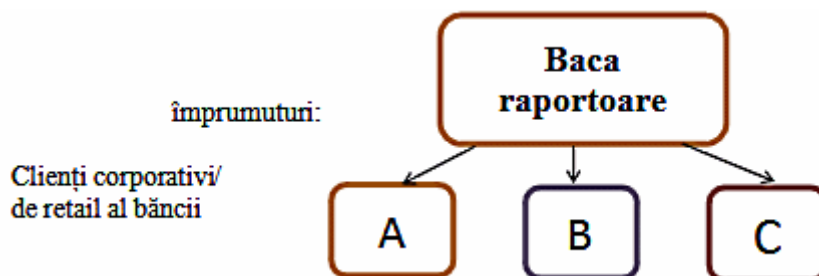 Baca
raportoare
împrumuturi:
Clienți corporativi/
de retail al băncii
A B C